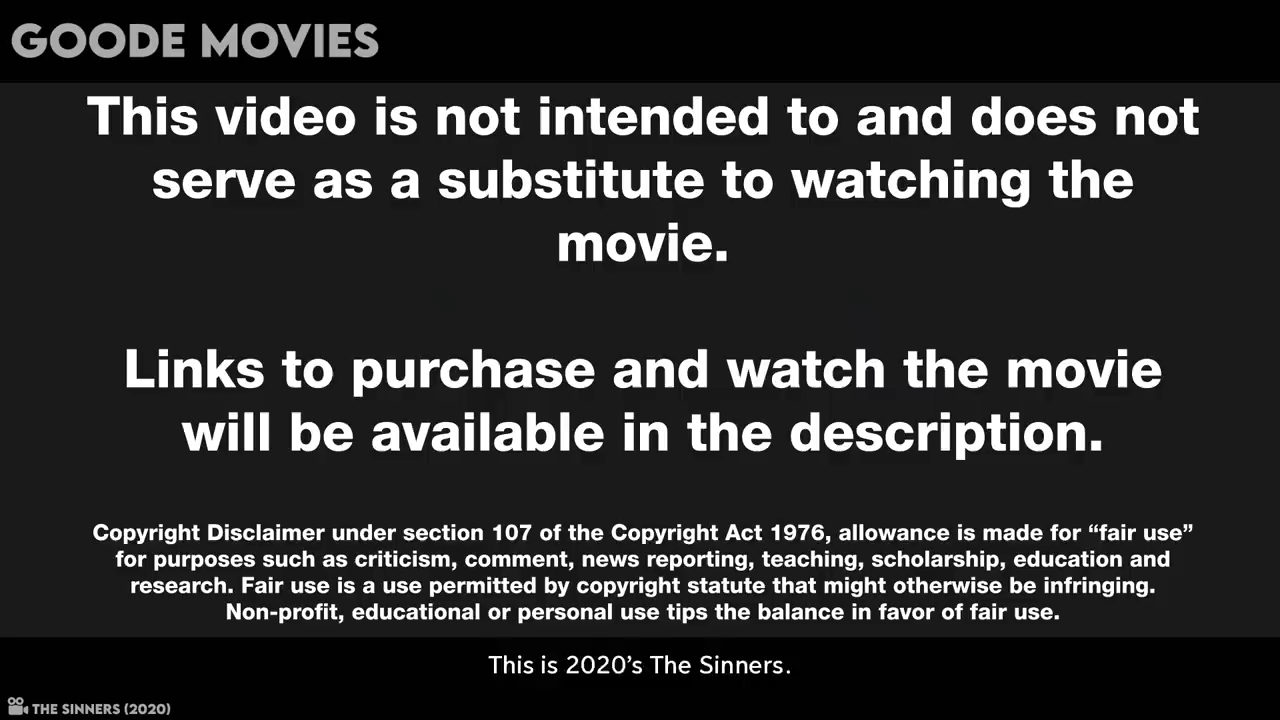 GOODE MOVIES
This video is not intended to and does not
serve as a substitute to watching the
movie.
Links to purchase and watch the movie
will be available in the description.
Copyright Disclaimer under section 107 of the Copyright Act 1976, allowance is made for “fair use”
for purposes such as criticism, comment, news reporting, teaching, scholarship, education and
research. Fair use is a use permitted by copyright statute that might otherwise be infringing.
Non-profit, educational or personal use tips the balance in favor of fair use.
This is 2020’s The Sinners.
THE SINNERS (2020)